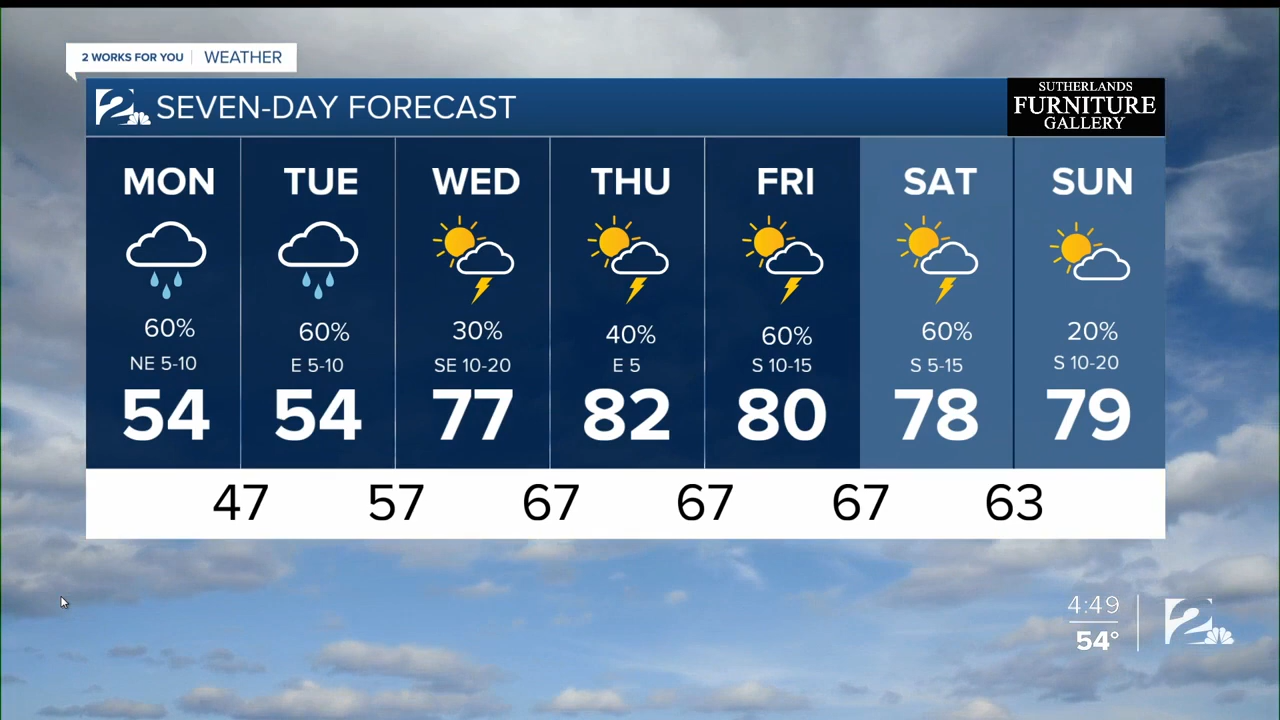 2 WORKS FOR YOU | WEATHER
2 SEVEN-DAY FORECAST
SUTHERLANDS
FURNITURE
GALLERY
MON TUE WED THU FRI SAT SUN
60% 60% 30% 40% 60% 60% 20%
NE 5-10 E 5-10 SE 10-20 E 5 S 10-15 S 5-15 S 10-20
54 54 77 82 80 78 79
47 57 67 67 67 63
4:49
54°
2